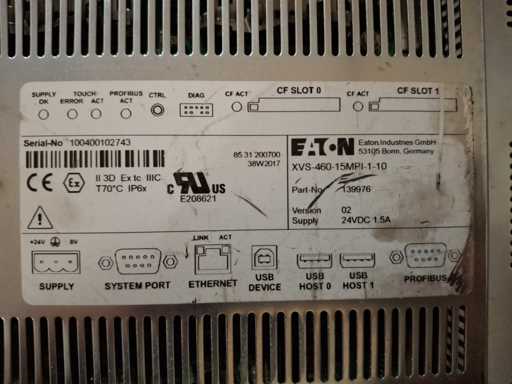 SUPPLY OK
TOUCH: ERROR ACT
PROFIBUS ACT
CTRL
DIAG
CF ACT
CF SLOT 0
CF ACT
CF SLOT 1
Serial-No 100400102743
85 31 200700
38W2017
CE Ex II 3D Ex tc IIIC
T70°C IP6x
C UL US
E208621
EATON
Eaton Industries GmbH
53105 Bonn, Germany
XVS-460-15MPI-1-10
Part-No 139976
Version 02
Supply 24VDC 1.5A
+24V 0V
SUPPLY
SYSTEM PORT
LINK ACT
ETHERNET
USB DEVICE
USB HOST 0
USB HOST 1
PROFIBUS